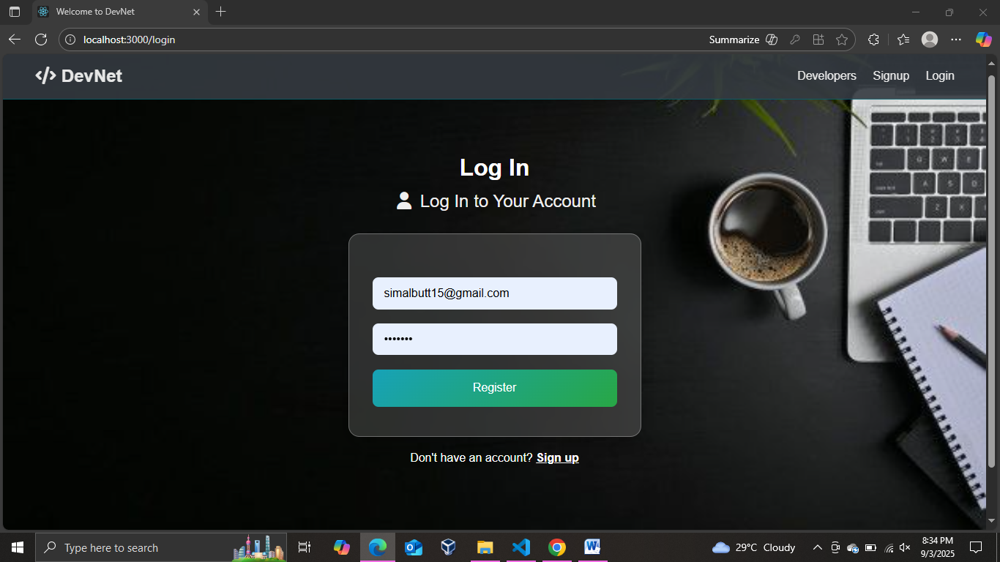 Welcome to DevNet
localhost:3000/login
Summarize
</> DevNet
Developers Signup Login
Log In
Log In to Your Account
simalbutt15@gmail.com
•••••••
Register
Don't have an account? Sign up
Type here to search
29°C Cloudy
8:34 PM
9/3/2025